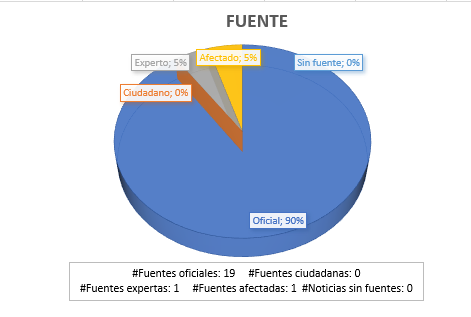 FUENTE
Experto; 5%
Afectado; 5%
Sin fuente; 0%
Ciudadano; 0%
Oficial; 90%
#Fuentes oficiales: 19 #Fuentes ciudadanas: 0
#Fuentes expertas: 1 #Fuentes afectadas: 1 #Noticias sin fuentes: 0